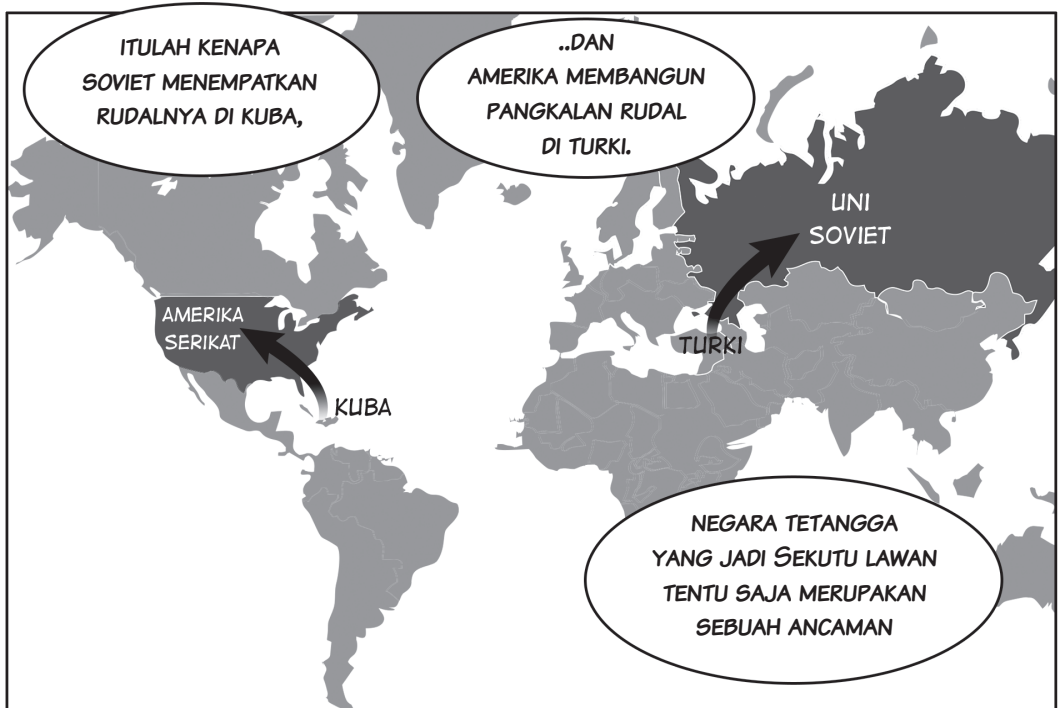 ITULAH KENAPA
SOVIET MENEMPATKAN
RUDALNYA DI KUBA,
..DAN
AMERIKA MEMBANGUN
PANGKALAN RUDAL
DI TURKI.
UNI
SOVIET
AMERIKA
SERIKAT
TURKI
KUBA
NEGARA TETANGGA
YANG JADI SEKUTU LAWAN
TENTU SAJA MERUPAKAN
SEBUAH ANCAMAN